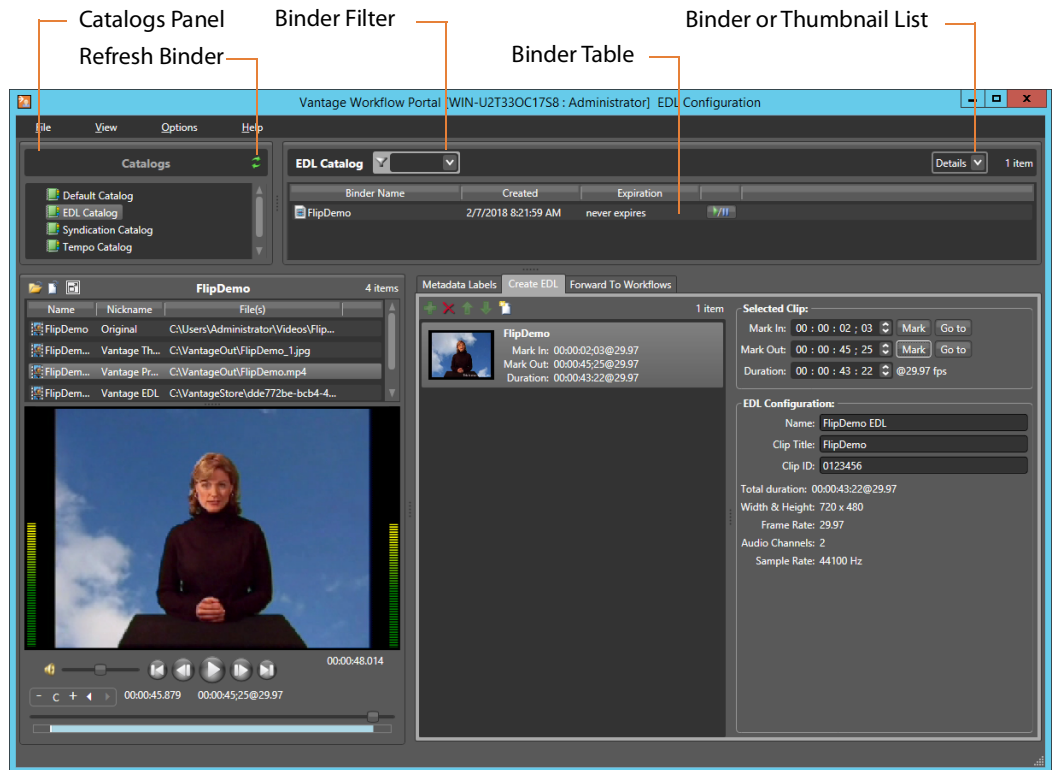 Catalogs Panel
Binder Filter
Binder or Thumbnail List
Refresh Binder
Binder Table
Vantage Workflow Portal [WIN-U2T33OC17S8 : Administrator] EDL Configuration
File View Options Help
Catalogs
EDL Catalog
Details
1 item
Default Catalog
EDL Catalog
Syndication Catalog
Tempo Catalog
Binder Name Created Expiration
FlipDemo 2/7/2018 8:21:59 AM never expires
FlipDemo
4 items
Name Nickname File(s)
FlipDemo Original C:\Users\Administrator\Videos\Flip...
FlipDem... Vantage Th... C:\VantageOut\FlipDemo_1.jpg
FlipDem... Vantage Pr... C:\VantageOut\FlipDemo.mp4
FlipDem... Vantage EDL C:\VantageStore\dde772be-bcb4-4...
00:00:48.014
- c +
00:00:45.879 00:00:45;25@29.97
Metadata Labels Create EDL Forward To Workflows
1 item
FlipDemo
Mark In: 00:00:02;03@29.97
Mark Out: 00:00:45;25@29.97
Duration: 00:00:43:22@29.97
Selected Clip:
Mark In: 00 : 00 : 02 ; 03 Mark Go to
Mark Out: 00 : 00 : 45 ; 25 Mark Go to
Duration: 00 : 00 : 43 : 22 @29.97 fps
EDL Configuration:
Name: FlipDemo EDL
Clip Title: FlipDemo
Clip ID: 0123456
Total duration: 00:00:43:22@29.97
Width & Height: 720 x 480
Frame Rate: 29.97
Audio Channels: 2
Sample Rate: 44100 Hz